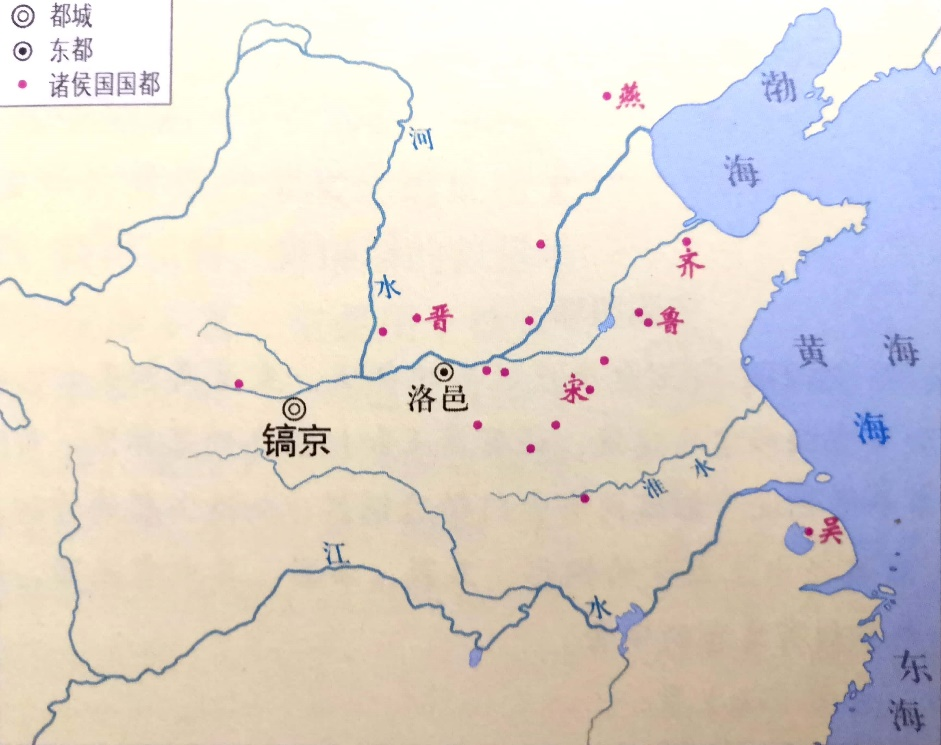 都城
东都
诸侯国国都
燕
渤
海
河
水
晋
齐
鲁
洛邑
宋
镐京
黄海
海
淮水
江
水
吴
东
海